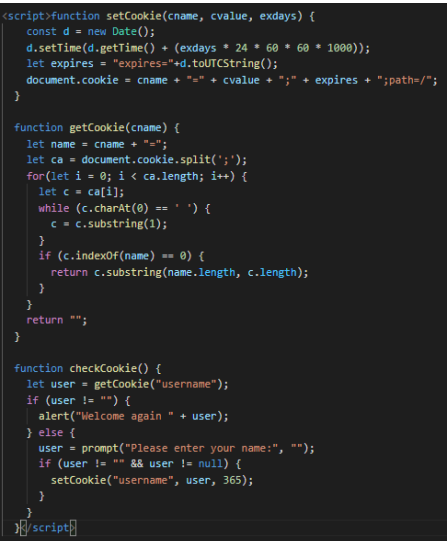 <script>function setCookie(cname, cvalue, exdays) {
const d = new Date();
d.setTime(d.getTime() + (exdays * 24 * 60 * 60 * 1000));
let expires = "expires="+d.toUTCString();
document.cookie = cname + "=" + cvalue + ";" + expires + ";path=/";
}
function getCookie(cname) {
let name = cname + "=";
let ca = document.cookie.split(';');
for(let i = 0; i < ca.length; i++) {
let c = ca[i];
while (c.charAt(0) == ' ') {
c = c.substring(1);
}
if (c.indexOf(name) == 0) {
return c.substring(name.length, c.length);
}
}
return "";
}
function checkCookie() {
let user = getCookie("username");
if (user != "") {
alert("Welcome again " + user);
} else {
user = prompt("Please enter your name:", "");
if (user != "" && user != null) {
setCookie("username", user, 365);
}
}
}</script>